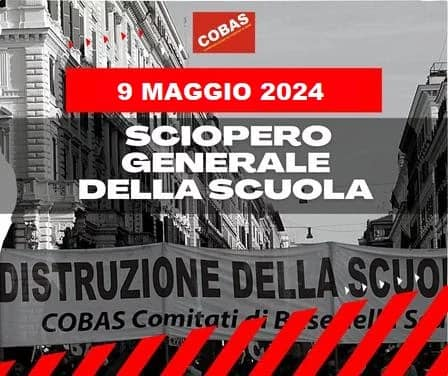 COBAS
9 MAGGIO 2024
SCIOPERO
GENERALE
DELLA SCUOLA
DISTRUZIONE DELLA SCUO
COBAS Comitati di Base della S